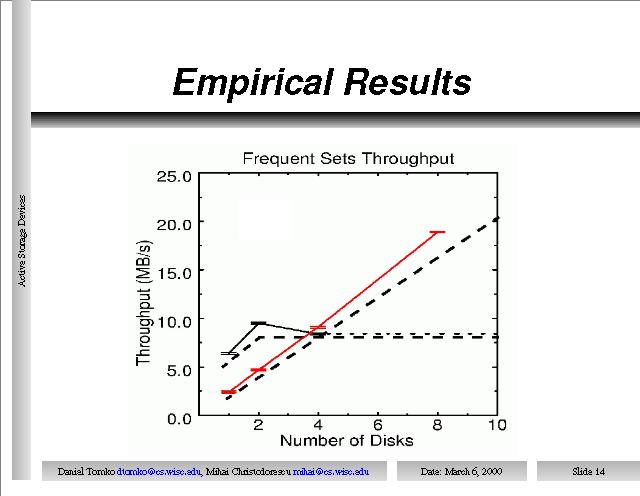 Empirical Results
Active Storage Devices
Frequent Sets Throughput
Throughput (MB/s)
25.0
20.0
15.0
10.0
5.0
0.0
2 4 6 8 10
Number of Disks
Daniel Tomko dtomko@cs.wisc.edu, Mihai Christodorescu mihai@cs.wisc.edu
Date: March 6, 2000
Slide 14